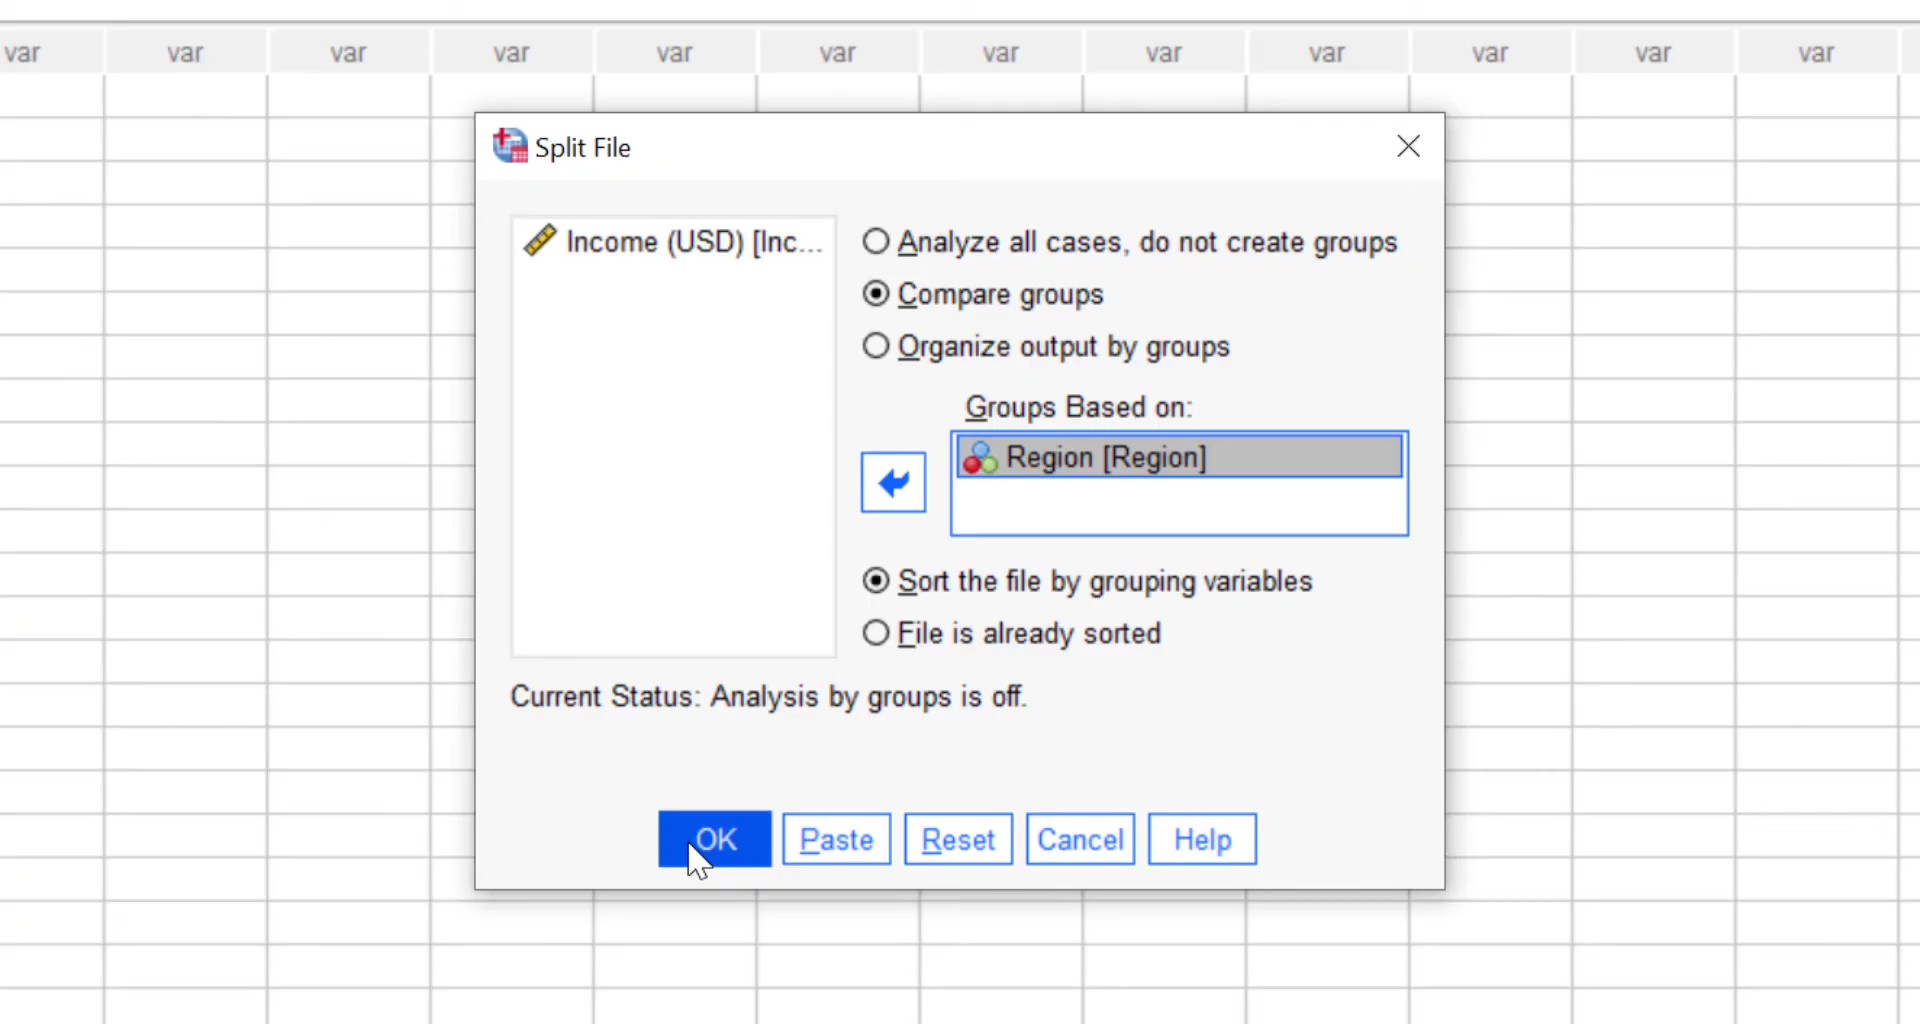 var var var var var var var var var var var var
Split File
Income (USD) [Inc...
Analyze all cases, do not create groups
Compare groups
Organize output by groups
Groups Based on:
Region [Region]
Sort the file by grouping variables
File is already sorted
Current Status: Analysis by groups is off.
OK Paste Reset Cancel Help